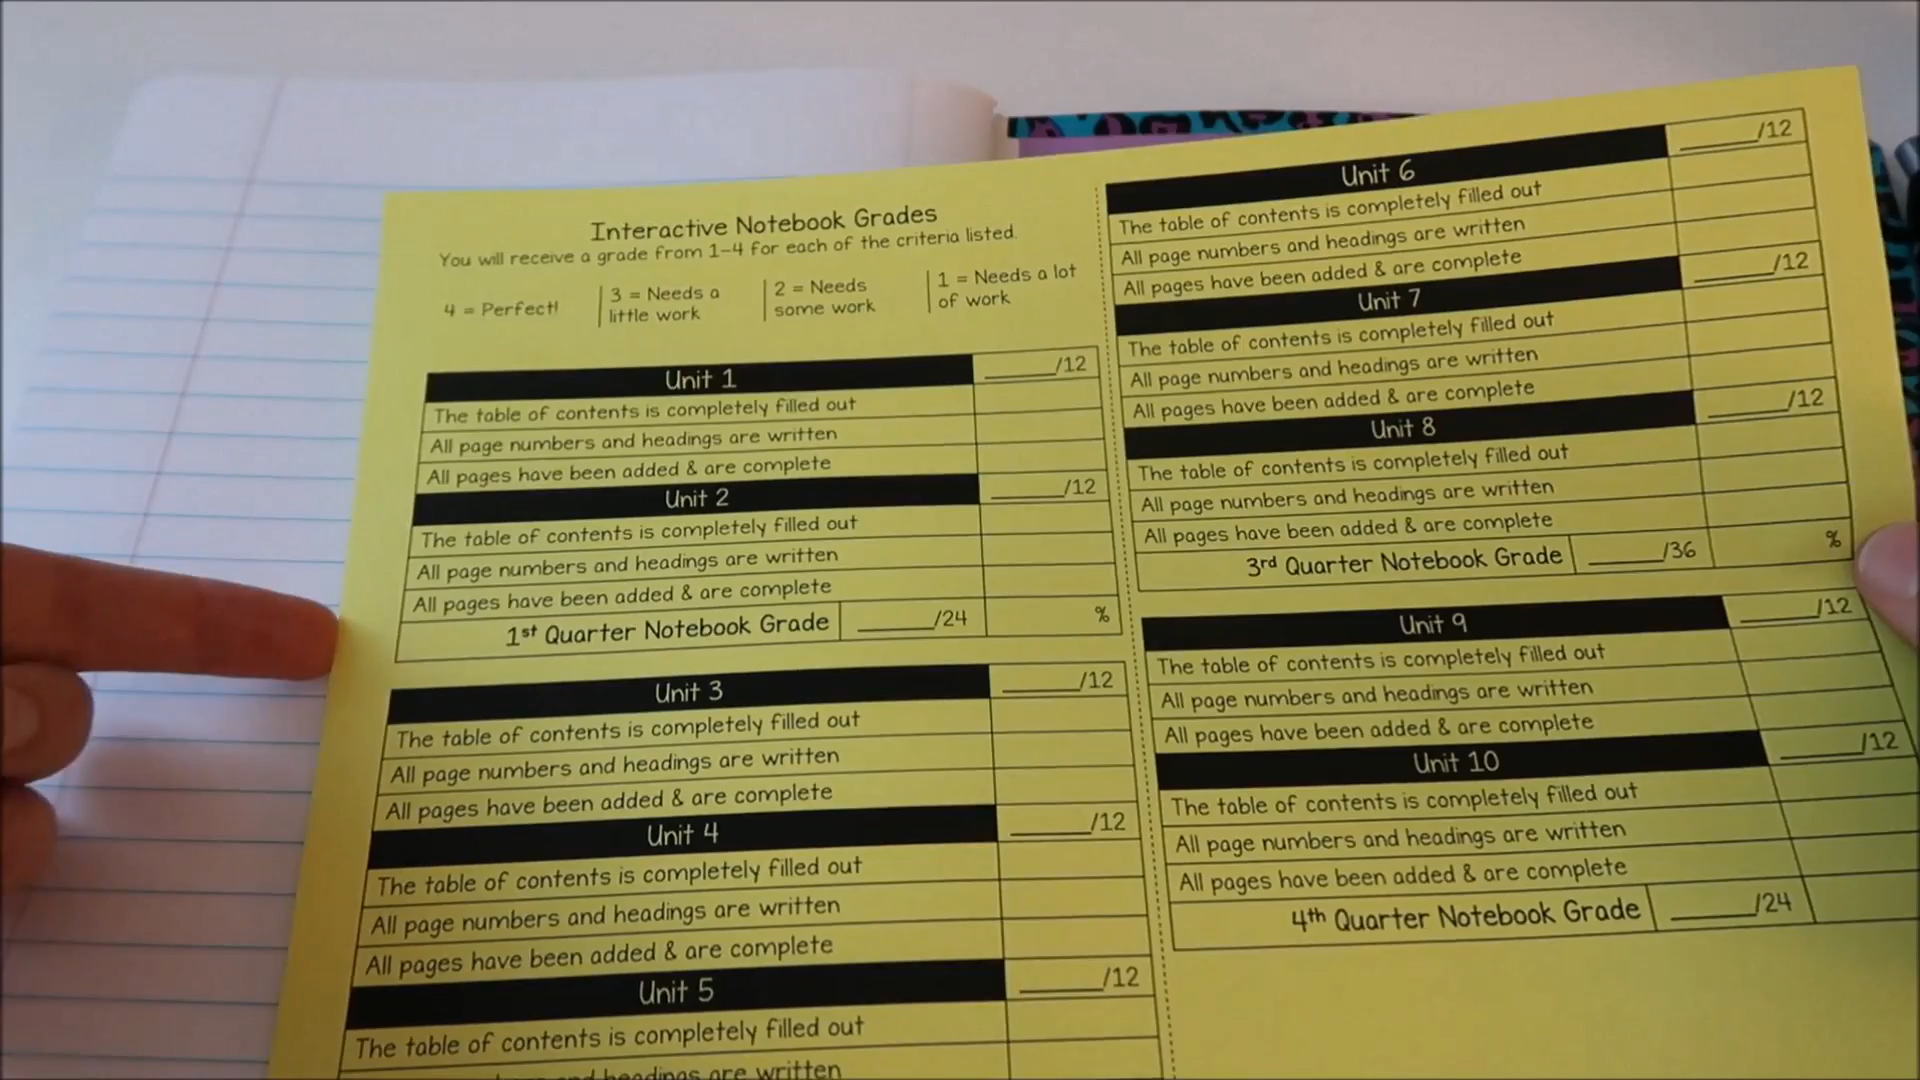 Interactive Notebook Grades
You will receive a grade from 1-4 for each of the criteria listed.
4 = Perfect!
3 = Needs a
little work
2 = Needs
some work
1 = Needs a lot
of work
Unit 1 ____/12
The table of contents is completely filled out
All page numbers and headings are written
All pages have been added & are complete
Unit 2 ____/12
The table of contents is completely filled out
All page numbers and headings are written
All pages have been added & are complete
1st Quarter Notebook Grade ____/24 %
Unit 3 ____/12
The table of contents is completely filled out
All page numbers and headings are written
All pages have been added & are complete
Unit 4 ____/12
The table of contents is completely filled out
All page numbers and headings are written
All pages have been added & are complete
Unit 5 ____/12
The table of contents is completely filled out
headings are written
Unit 6 ____/12
The table of contents is completely filled out
All page numbers and headings are written
All pages have been added & are complete
Unit 7 ____/12
The table of contents is completely filled out
All page numbers and headings are written
All pages have been added & are complete
Unit 8 ____/12
The table of contents is completely filled out
All page numbers and headings are written
All pages have been added & are complete
3rd Quarter Notebook Grade ____/36 %
Unit 9 ____/12
The table of contents is completely filled out
All page numbers and headings are written
All pages have been added & are complete
Unit 10 ____/12
The table of contents is completely filled out
All page numbers and headings are written
All pages have been added & are complete
4th Quarter Notebook Grade ____/24